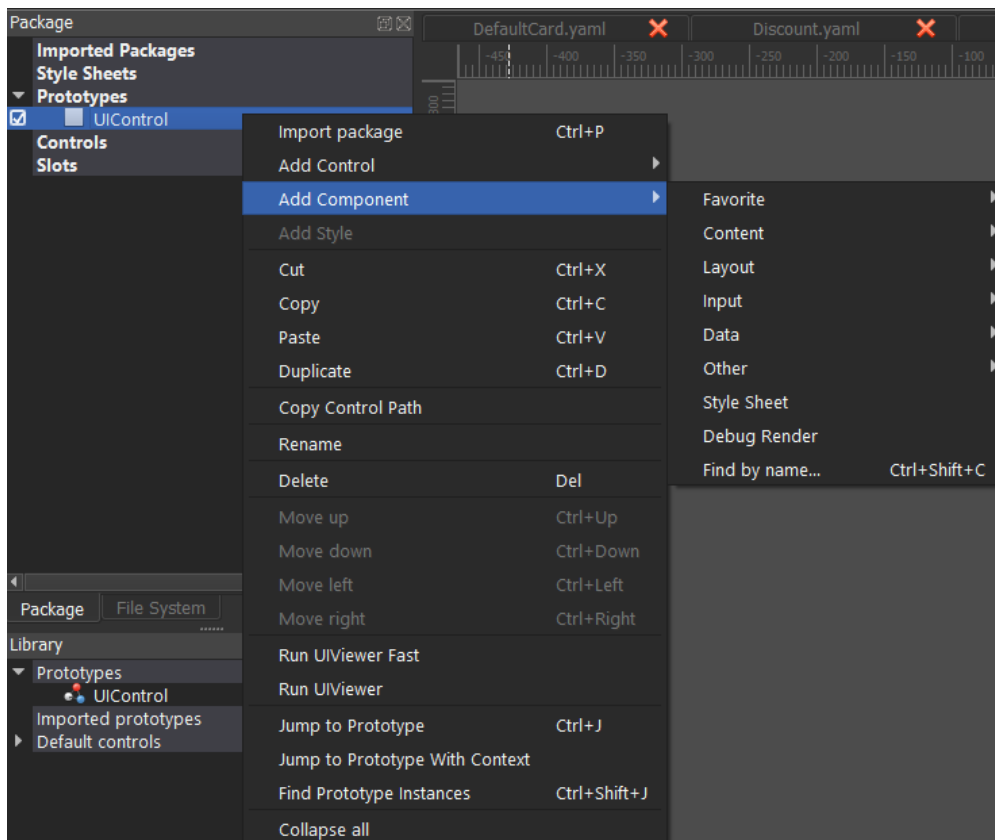 Package
DefaultCard.yaml
Discount.yaml
Imported Packages
Style Sheets
Prototypes
UIControl
Controls
Slots
-450 -400 -350 -300 -250 -200 -150 -100
300
Import package Ctrl+P
Add Control
Add Component
Add Style
Cut Ctrl+X
Copy Ctrl+C
Paste Ctrl+V
Duplicate Ctrl+D
Copy Control Path
Rename
Delete Del
Move up Ctrl+Up
Move down Ctrl+Down
Move left Ctrl+Left
Move right Ctrl+Right
Run UIViewer Fast
Run UIViewer
Jump to Prototype Ctrl+J
Jump to Prototype With Context
Find Prototype Instances Ctrl+Shift+J
Collapse all
Favorite
Content
Layout
Input
Data
Other
Style Sheet
Debug Render
Find by name... Ctrl+Shift+C
Package
File System
Library
Prototypes
UIControl
Imported prototypes
Default controls